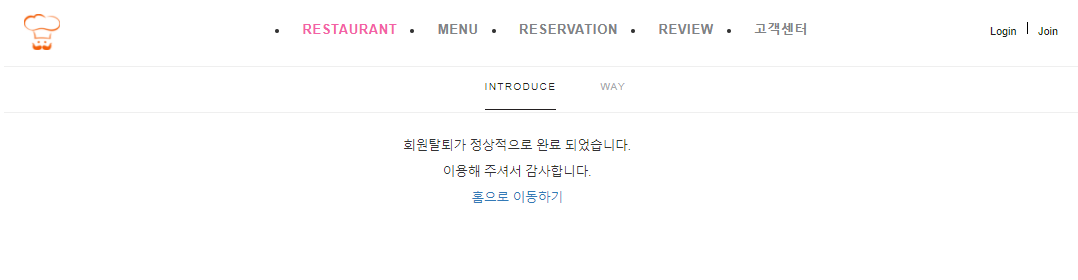 RESTAURANT MENU RESERVATION REVIEW 고객센터 Login Join
INTRODUCE WAY
회원탈퇴가 정상적으로 완료 되었습니다.
이용해 주셔서 감사합니다.
홈으로 이동하기